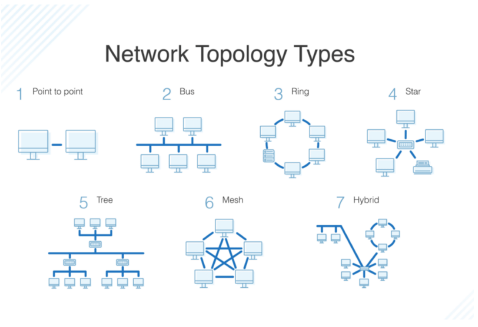 Network Topology Types
1 Point to point
2 Bus
3 Ring
4 Star
5 Tree
6 Mesh
7 Hybrid